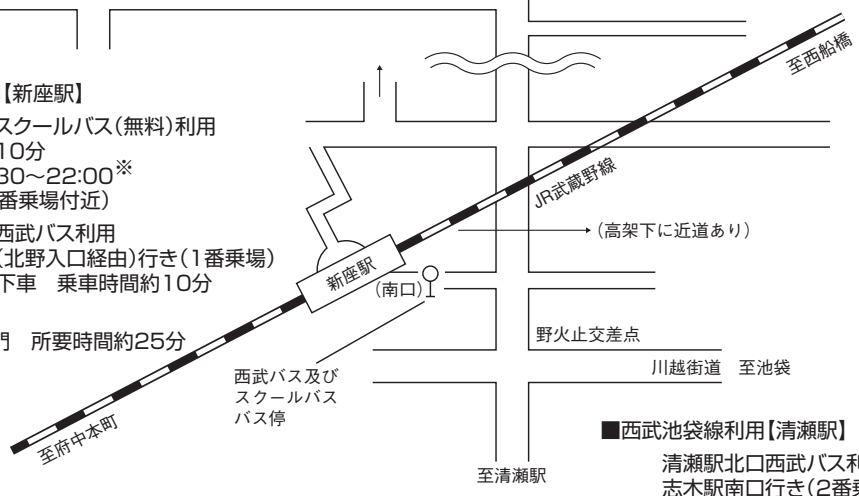 【新座駅】
スクールバス(無料)利用
10分
30～22:00※
番乗場付近)
西武バス利用
(北野入口経由)行き(1番乗場)
下車　乗車時間約10分
門　所要時間約25分
至西船橋
JR武蔵野線
(高架下に近道あり)
新座駅
(南口)
野火止交差点
川越街道　至池袋
西武バス及び
スクールバス
バス停
至府中本町
至清瀬駅
■西武池袋線利用【清瀬駅】
清瀬駅北口西武バス利
志木駅南口行き(2番乗